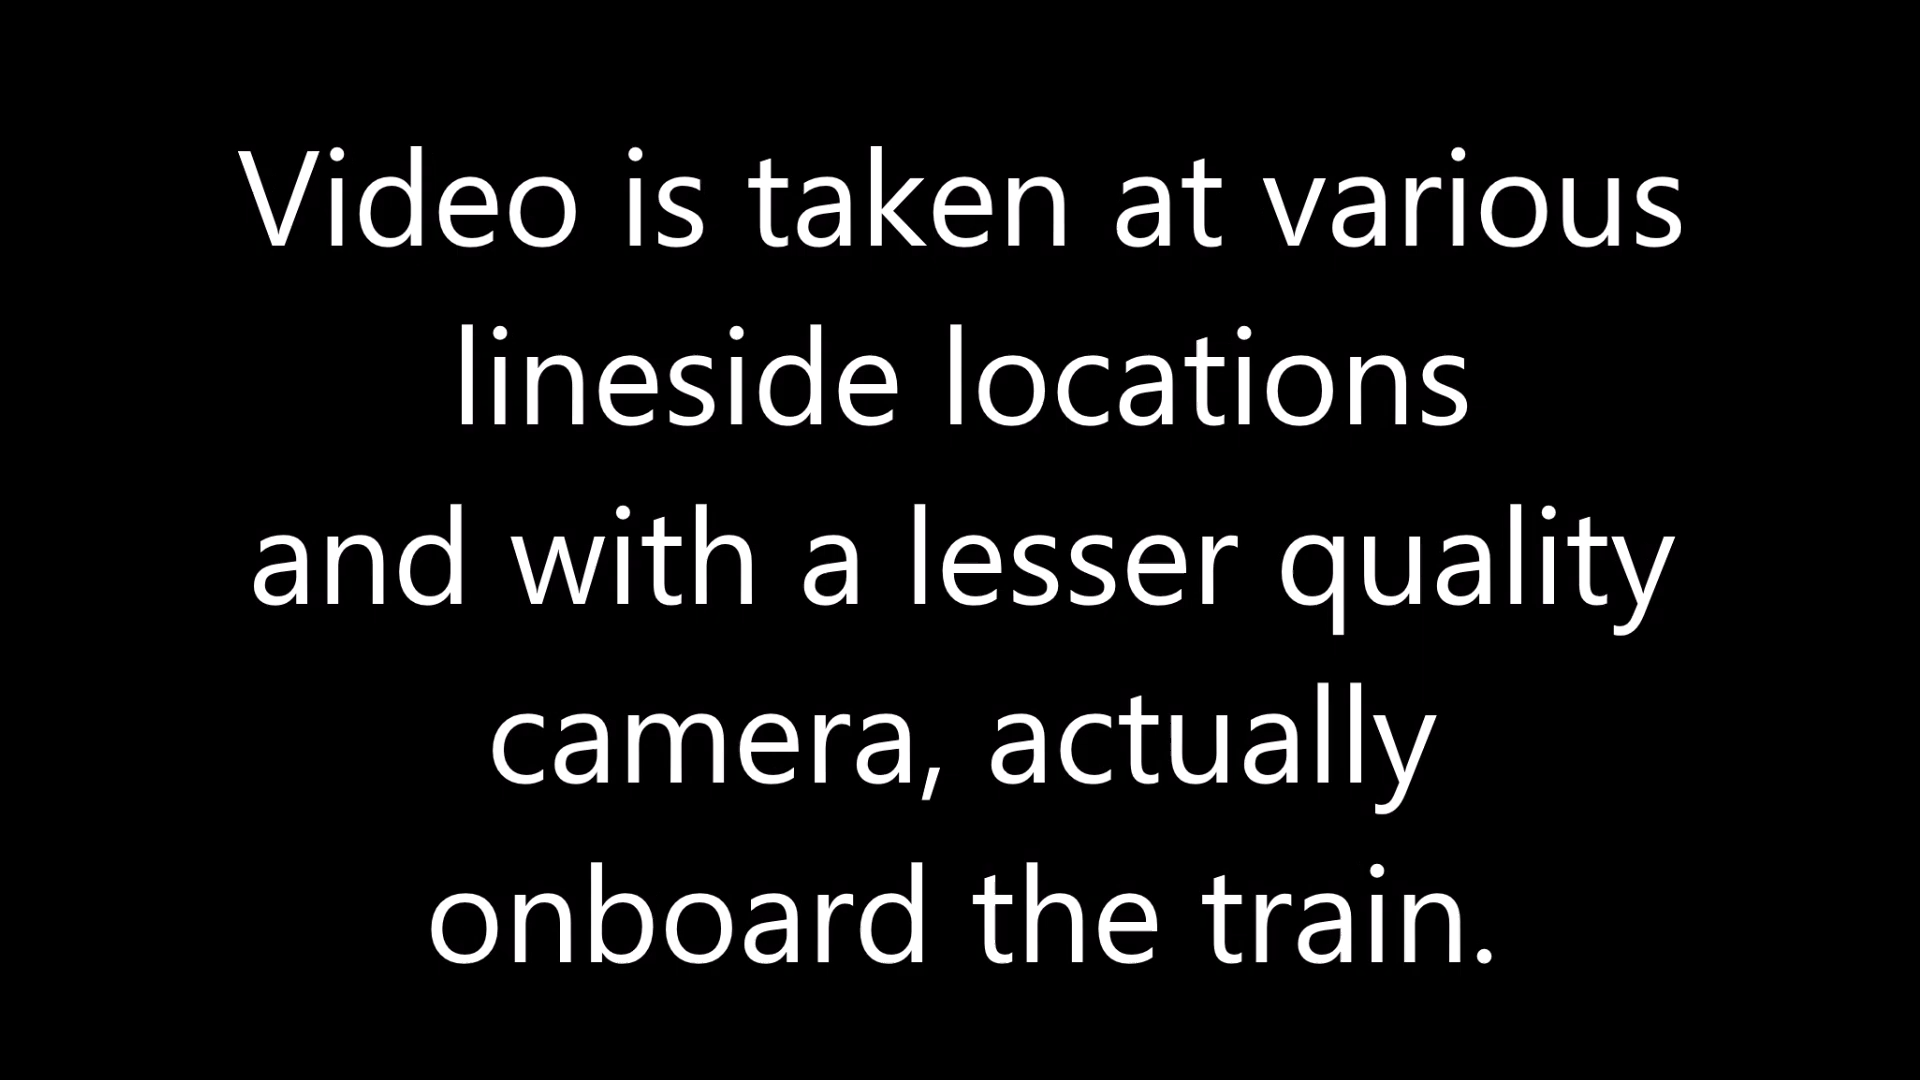 Video is taken at various
lineside locations
and with a lesser quality
camera, actually
onboard the train.